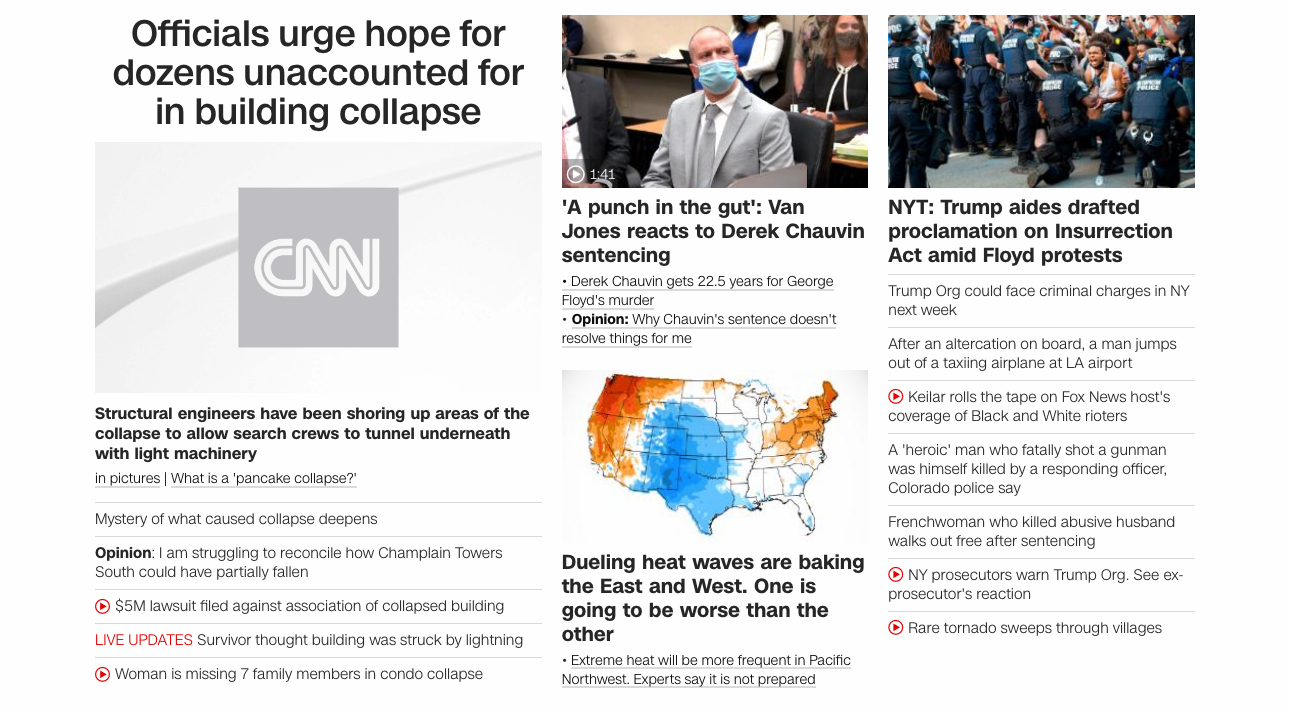 Officials urge hope for
dozens unaccounted for
in building collapse
CNN
Structural engineers have been shoring up areas of the
collapse to allow search crews to tunnel underneath
with light machinery
in pictures | What is a 'pancake collapse?'
Mystery of what caused collapse deepens
Opinion: I am struggling to reconcile how Champlain Towers
South could have partially fallen
$5M lawsuit filed against association of collapsed building
LIVE UPDATES Survivor thought building was struck by lightning
Woman is missing 7 family members in condo collapse
1:41
'A punch in the gut': Van
Jones reacts to Derek Chauvin
sentencing
• Derek Chauvin gets 22.5 years for George
Floyd's murder
• Opinion: Why Chauvin's sentence doesn't
resolve things for me
Dueling heat waves are baking
the East and West. One is
going to be worse than the
other
• Extreme heat will be more frequent in Pacific
Northwest. Experts say it is not prepared
POLICE
POLICE
NYT: Trump aides drafted
proclamation on Insurrection
Act amid Floyd protests
Trump Org could face criminal charges in NY
next week
After an altercation on board, a man jumps
out of a taxiing airplane at LA airport
Keilar rolls the tape on Fox News host's
coverage of Black and White rioters
A 'heroic' man who fatally shot a gunman
was himself killed by a responding officer,
Colorado police say
Frenchwoman who killed abusive husband
walks out free after sentencing
NY prosecutors warn Trump Org. See ex-
prosecutor's reaction
Rare tornado sweeps through villages